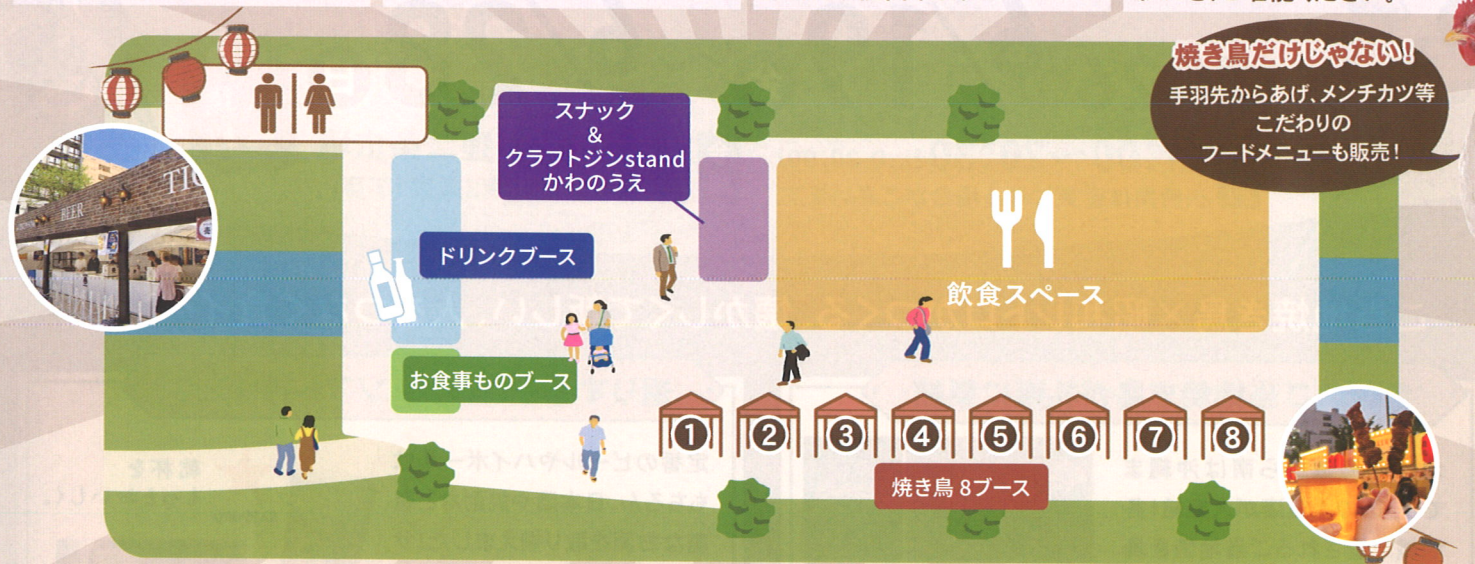 焼き鳥だけじゃない!
手羽先からあげ、メンチカツ等
こだわりの
フードメニューも販売!
スナック
&
クラフトジンstand
かわのうえ
BEER
ドリンクブース
飲食スペース
お食事ものブース
1 2 3 4 5 6 7 8
焼き鳥 8ブース